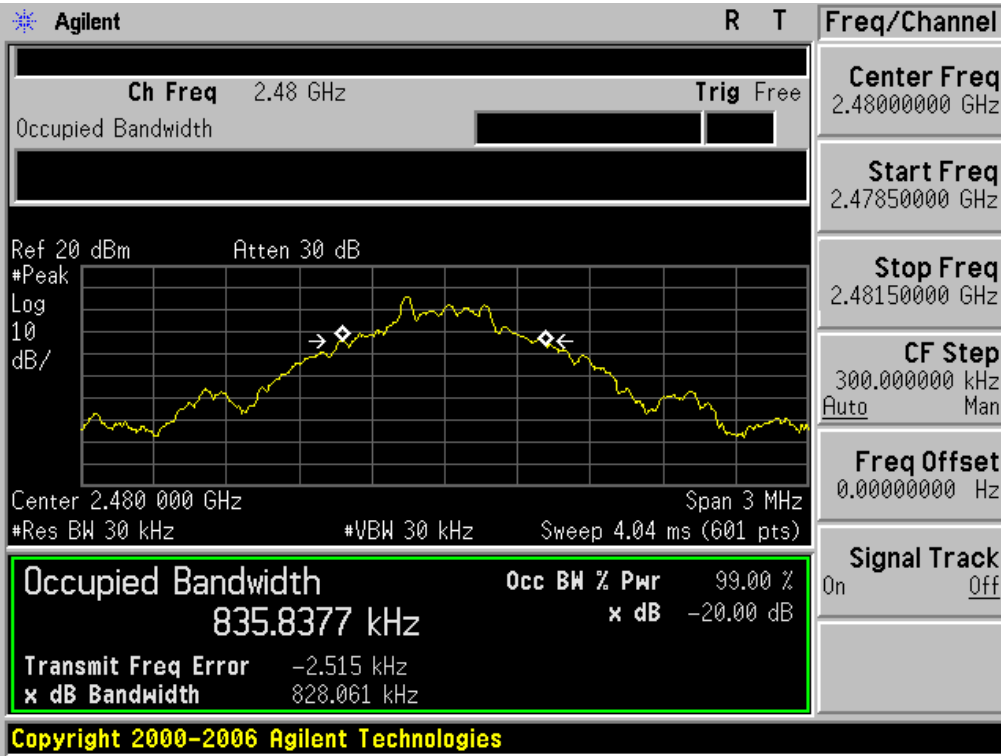 Agilent R T
Ch Freq 2.48 GHz Trig Free
Occupied Bandwidth
Ref 20 dBm Atten 30 dB
#Peak
Log
10
dB/
Center 2.480 000 GHz Span 3 MHz
#Res BW 30 kHz #VBW 30 kHz Sweep 4.04 ms (601 pts)
Occupied Bandwidth Occ BW % Pwr 99.00 %
835.8377 kHz x dB -20.00 dB
Transmit Freq Error -2.515 kHz
x dB Bandwidth 828.061 kHz
Copyright 2000-2006 Agilent Technologies
Freq/Channel
Center Freq
2.48000000 GHz
Start Freq
2.47850000 GHz
Stop Freq
2.48150000 GHz
CF Step
300.000000 kHz
Auto Man
Freq Offset
0.00000000 Hz
Signal Track
On Off